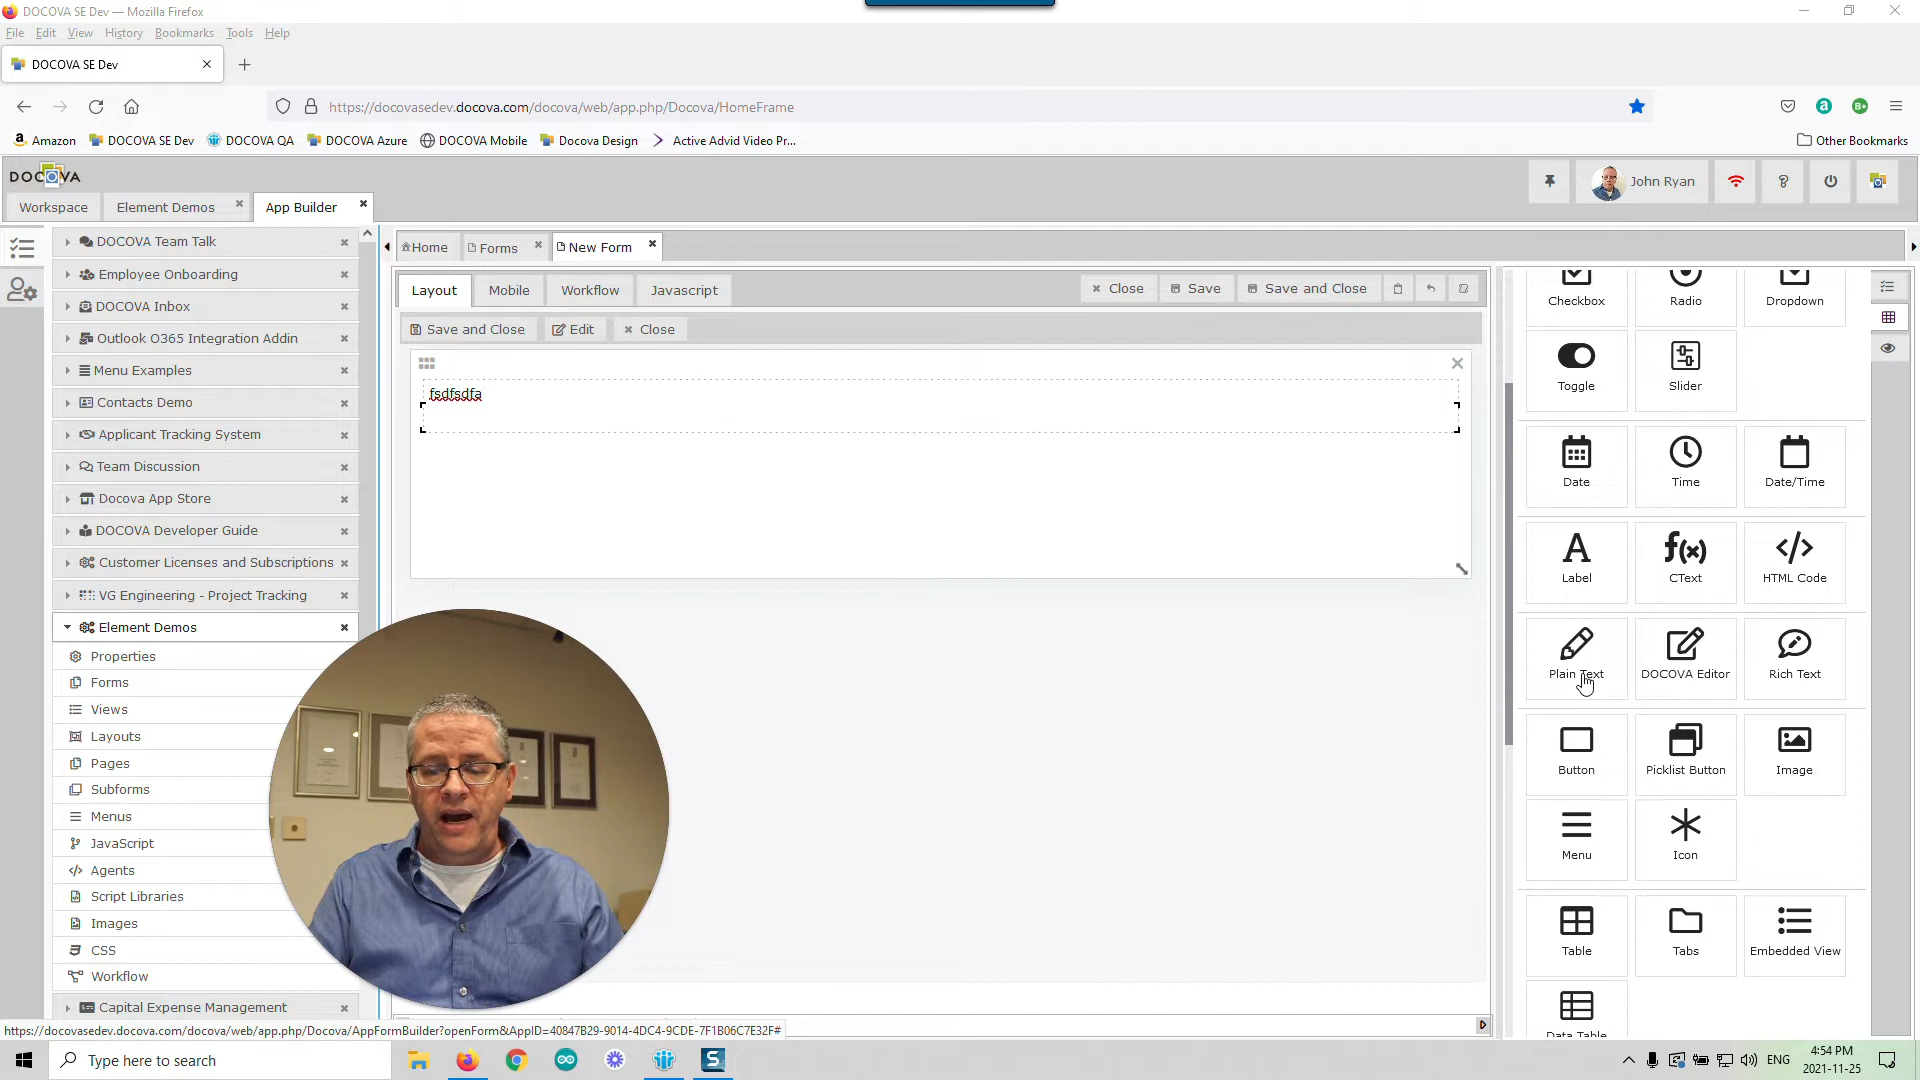 DOCOVA SE Dev — Mozilla Firefox
File Edit View History Bookmarks Tools Help
DOCOVA SE Dev
https://docovasedev.docova.com/docova/web/app.php/Docova/HomeFrame
Amazon DOCOVA SE Dev DOCOVA QA DOCOVA Azure DOCOVA Mobile Docova Design Active Advid Video Pr... Other Bookmarks
DOCOVA
John Ryan
Workspace Element Demos App Builder
DOCOVA Team Talk
Employee Onboarding
DOCOVA Inbox
Outlook O365 Integration Addin
Menu Examples
Contacts Demo
Applicant Tracking System
Team Discussion
Docova App Store
DOCOVA Developer Guide
Customer Licenses and Subscriptions
VG Engineering - Project Tracking
Element Demos
Properties
Forms
Views
Layouts
Pages
Subforms
Menus
JavaScript
Agents
Script Libraries
Images
CSS
Workflow
Capital Expense Management
Home Forms New Form
Layout Mobile Workflow Javascript Close Save Save and Close
Save and Close Edit Close
fsdfsdfa
Checkbox Radio Dropdown
Toggle Slider
Date Time Date/Time
A f(x) </>
Label CText HTML Code
Plain Text DOCOVA Editor Rich Text
Button Picklist Button Image
Menu Icon
Table Tabs Embedded View
Data Table
https://docovasedev.docova.com/docova/web/app.php/Docova/AppFormBuilder?openForm&AppID=40847B29-9014-4DC4-9CDE-7F1B06C7E32F#
Type here to search
S
ENG
4:54 PM
2021-11-25